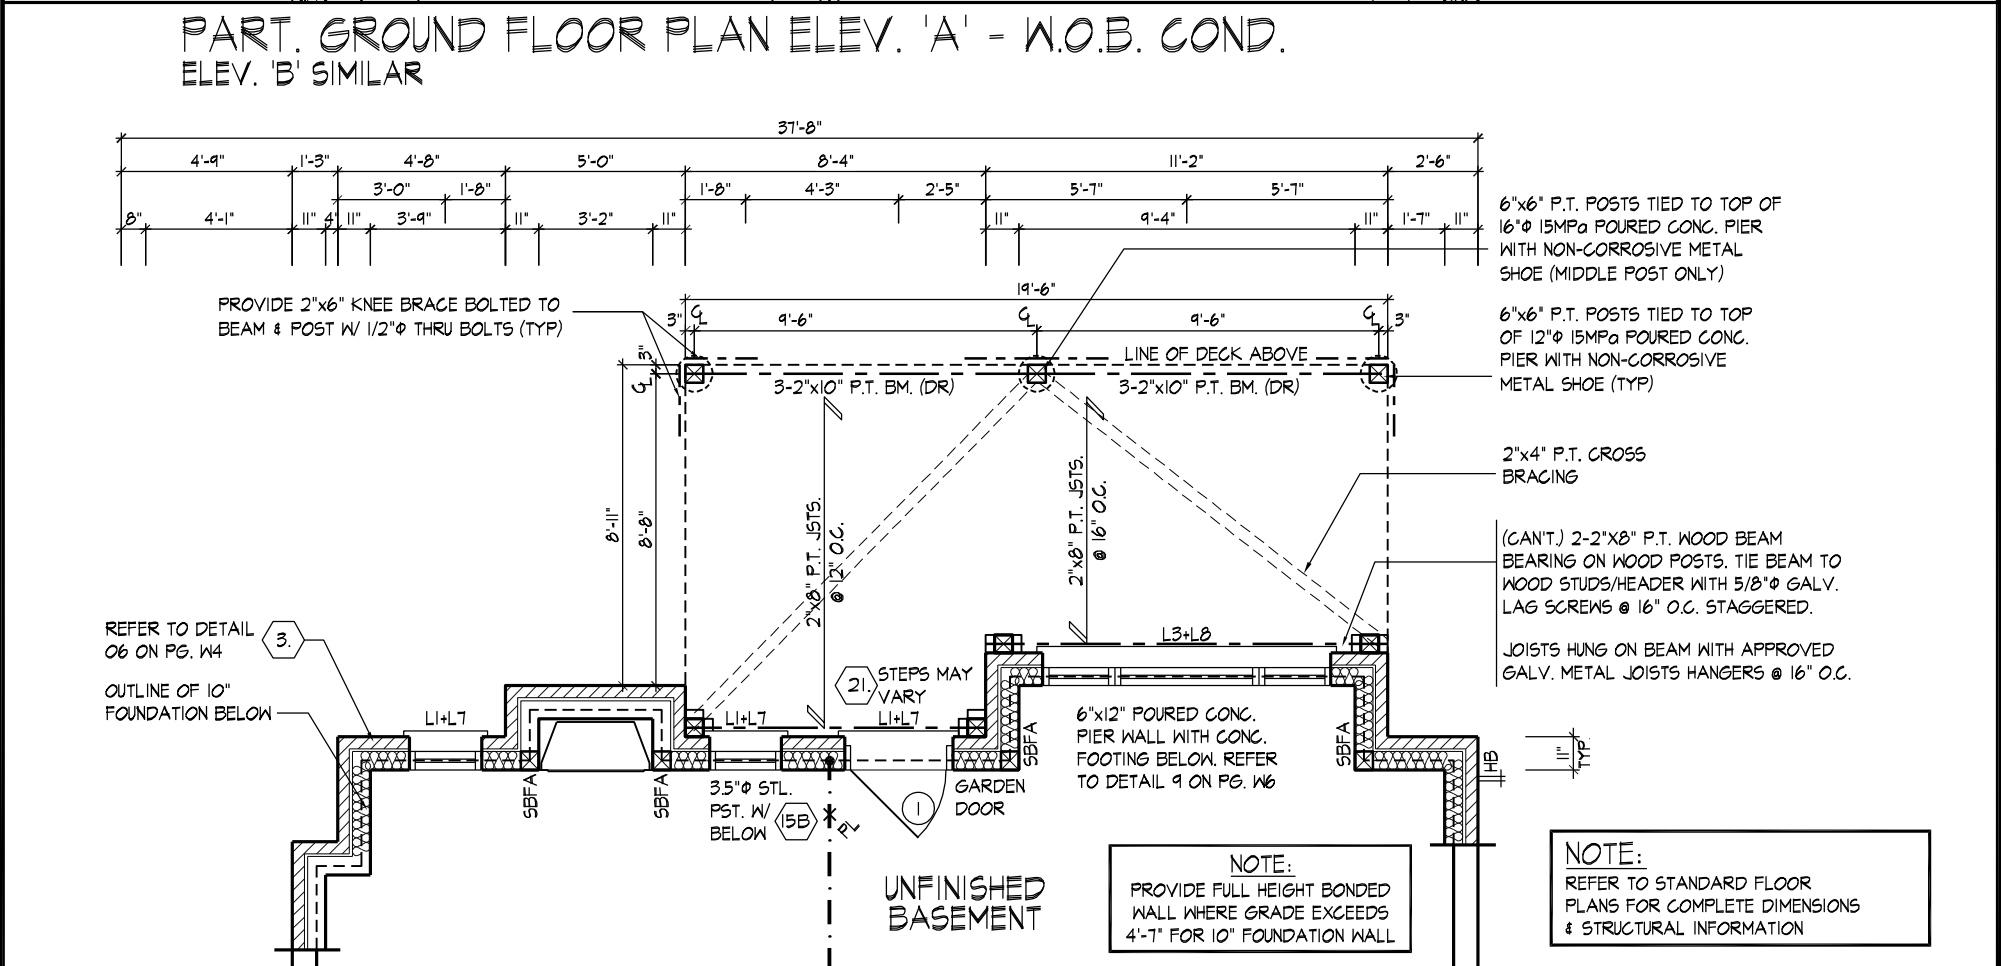 PART. GROUND FLOOR PLAN ELEV. 'A' - W.O.B. COND.
ELEV. 'B' SIMILAR
37'-8"
4'-9" 1'-3" 4'-8" 5'-0" 8'-4" 11'-2" 2'-6"
3'-0" 1'-8" 1'-8" 4'-3" 2'-5" 5'-7" 5'-7"
8" 4'-1" 11" 4" 11" 3'-9" 11" 3'-2" 11" 11" 9'-4" 11" 1'-7" 11"
6"x6" P.T. POSTS TIED TO TOP OF
16"Φ 15MPa POURED CONC. PIER
WITH NON-CORROSIVE METAL
SHOE (MIDDLE POST ONLY)
19'-6"
PROVIDE 2"x6" KNEE BRACE BOLTED TO
BEAM & POST W/ 1/2"Φ THRU BOLTS (TYP)
3" CL 9'-6" CL 9'-6" CL 3"
6"x6" P.T. POSTS TIED TO TOP
OF 12"Φ 15MPa POURED CONC.
PIER WITH NON-CORROSIVE
METAL SHOE (TYP)
3"
CL
LINE OF DECK ABOVE
3-2"x10" P.T. BM. (DR) 3-2"x10" P.T. BM. (DR)
8'-11"
8'-8"
2"x8" P.T. JSTS.
@ 12" O.C.
2"x8" P.T. JSTS.
@ 16" O.C.
2"x4" P.T. CROSS
BRACING
(CAN'T.) 2-2"X8" P.T. WOOD BEAM
BEARING ON WOOD POSTS. TIE BEAM TO
WOOD STUDS/HEADER WITH 5/8"Φ GALV.
LAG SCREWS @ 16" O.C. STAGGERED.
JOISTS HUNG ON BEAM WITH APPROVED
GALV. METAL JOISTS HANGERS @ 16" O.C.
REFER TO DETAIL
06 ON PG. W4
3.
OUTLINE OF 10"
FOUNDATION BELOW
L3+L8
21.
STEPS MAY
VARY
L1+L7 L1+L7 L1+L7
6"x12" POURED CONC.
PIER WALL WITH CONC.
FOOTING BELOW. REFER
TO DETAIL 9 ON PG. W6
SBFA
SBFA
SBFA
SBFA
HB
11"
TYP.
3.5"Φ STL.
PST. W/
BELOW
15B
PL
1
GARDEN
DOOR
UNFINISHED
BASEMENT
NOTE:
PROVIDE FULL HEIGHT BONDED
WALL WHERE GRADE EXCEEDS
4'-7" FOR 10" FOUNDATION WALL
NOTE:
REFER TO STANDARD FLOOR
PLANS FOR COMPLETE DIMENSIONS
& STRUCTURAL INFORMATION